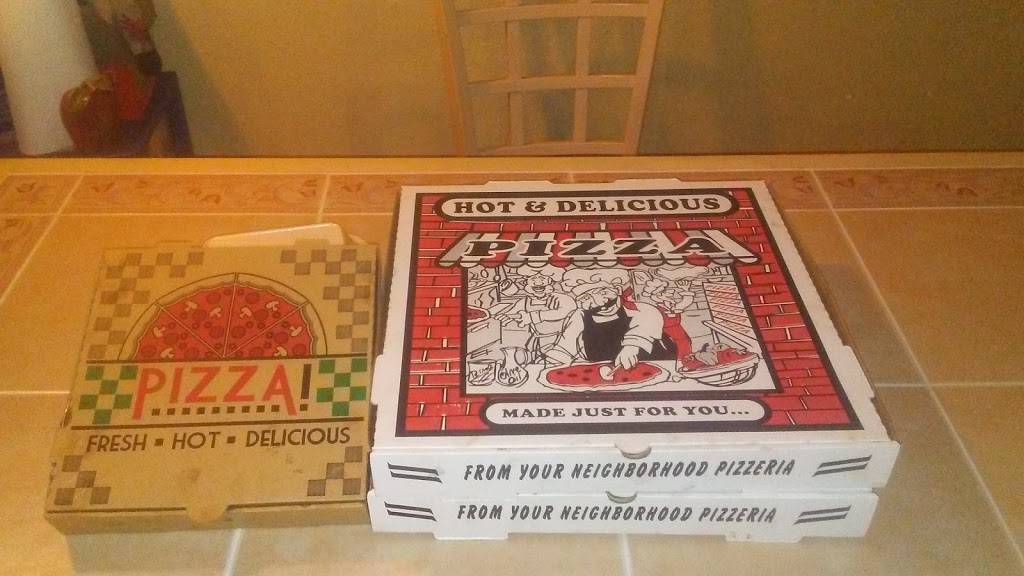 PIZZA!
FRESH ▪ HOT ▪ DELICIOUS
HOT & DELICIOUS
PIZZA
MADE JUST FOR YOU...
FROM YOUR NEIGHBORHOOD PIZZERIA
FROM YOUR NEIGHBORHOOD PIZZERIA